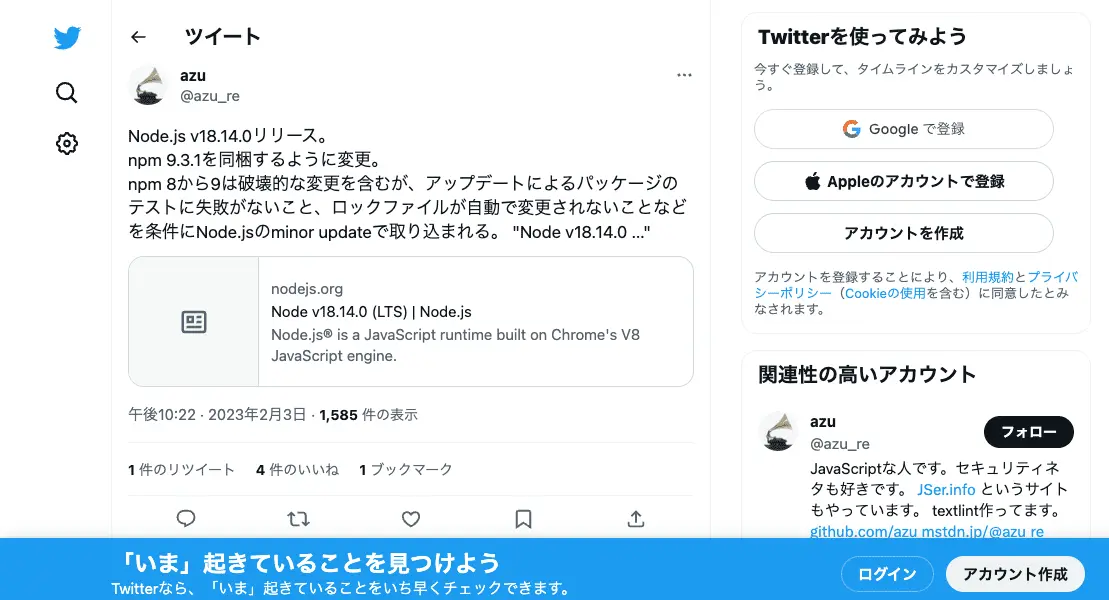 ツイート
azu
@azu_re
Node.js v18.14.0リリース。
npm 9.3.1を同梱するように変更。
npm 8から9は破壊的な変更を含むが、アップデートによるパッケージの
テストに失敗がないこと、ロックファイルが自動で変更されないことなど
を条件にNode.jsのminor updateで取り込まれる。 "Node v18.14.0 ..."
nodejs.org
Node v18.14.0 (LTS) | Node.js
Node.js® is a JavaScript runtime built on Chrome's V8
JavaScript engine.
午後10:22 · 2023年2月3日 · 1,585 件の表示
1 件のリツイート 4 件のいいね 1 ブックマーク
Twitterを使ってみよう
今すぐ登録して、タイムラインをカスタマイズしましょ
う。
Google で登録
Appleのアカウントで登録
アカウントを作成
アカウントを登録することにより、利用規約とプライバ
シーポリシー（Cookieの使用を含む）に同意したとみ
なされます。
関連性の高いアカウント
azu
@azu_re
フォロー
JavaScriptな人です。セキュリティネ
タも好きです。 JSer.info というサイト
もやっています。 textlint作ってます。
github.com/azu mstdn.jp/@azu_re
「いま」起きていることを見つけよう
Twitterなら、「いま」起きていることをいち早くチェックできます。
ログイン
アカウント作成